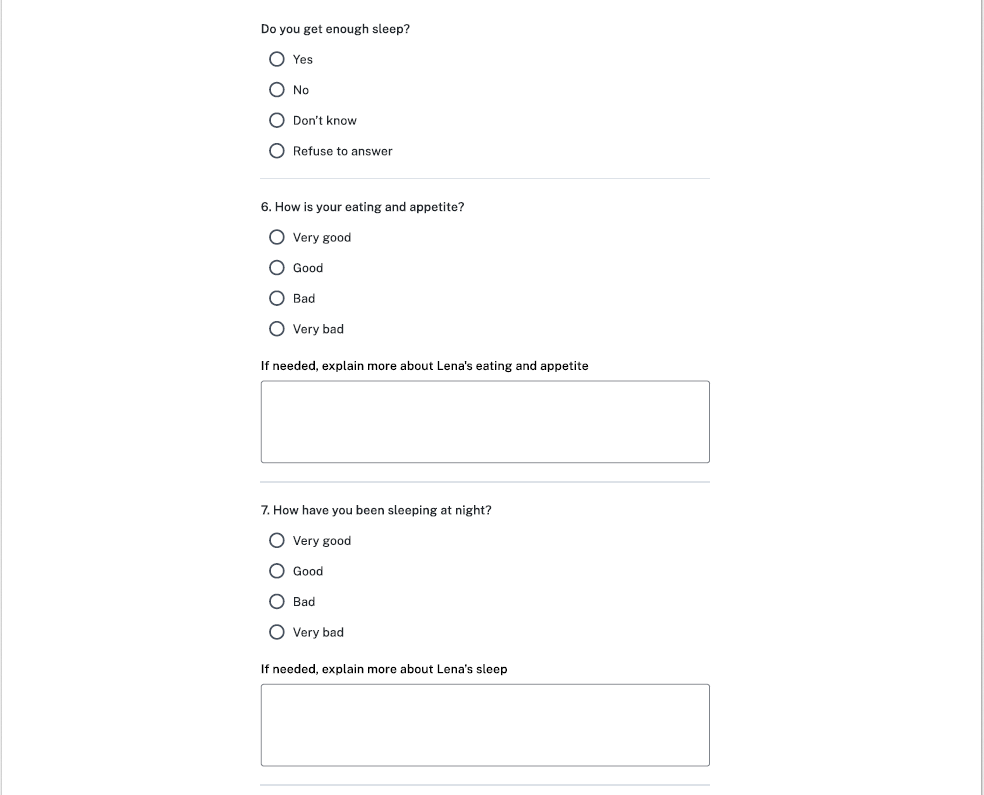 Do you get enough sleep?
Yes
No
Don't know
Refuse to answer
6. How is your eating and appetite?
Very good
Good
Bad
Very bad
If needed, explain more about Lena's eating and appetite
7. How have you been sleeping at night?
Very good
Good
Bad
Very bad
If needed, explain more about Lena's sleep